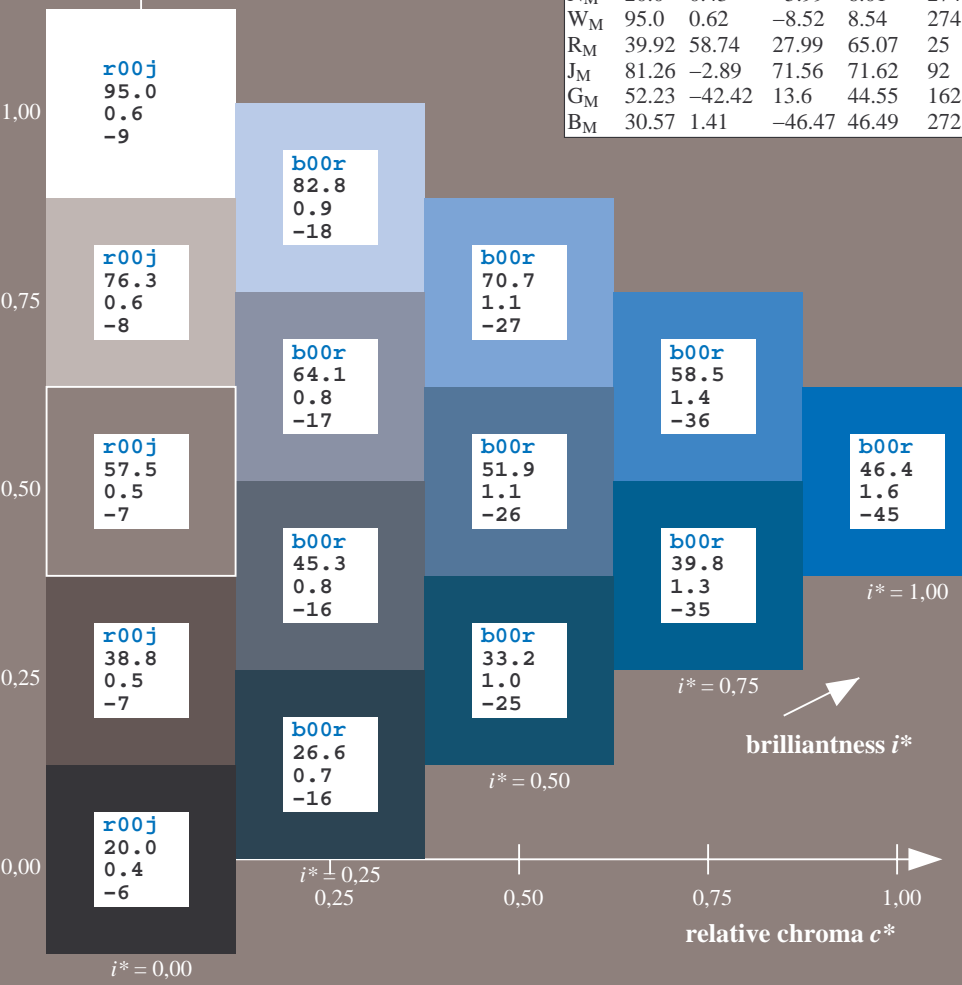 W_M 95.0 0.62 –8.52 8.54 274
R_M 39.92 58.74 27.99 65.07 25
J_M 81.26 –2.89 71.56 71.62 92
G_M 52.23 –42.42 13.6 44.55 162
B_M 30.57 1.41 –46.47 46.49 272
1,00
r00j
95.0
0.6
–9
b00r
82.8
0.9
–18
0,75
r00j
76.3
0.6
–8
b00r
70.7
1.1
–27
b00r
64.1
0.8
–17
b00r
58.5
1.4
–36
0,50
r00j
57.5
0.5
–7
b00r
51.9
1.1
–26
b00r
46.4
1.6
–45
b00r
45.3
0.8
–16
b00r
39.8
1.3
–35
i* = 1,00
0,25
r00j
38.8
0.5
–7
b00r
33.2
1.0
–25
i* = 0,75
b00r
26.6
0.7
–16
brilliantness i*
i* = 0,50
0,00
r00j
20.0
0.4
–6
i* = 0,25
0,25 0,50 0,75 1,00
relative chroma c*
i* = 0,00